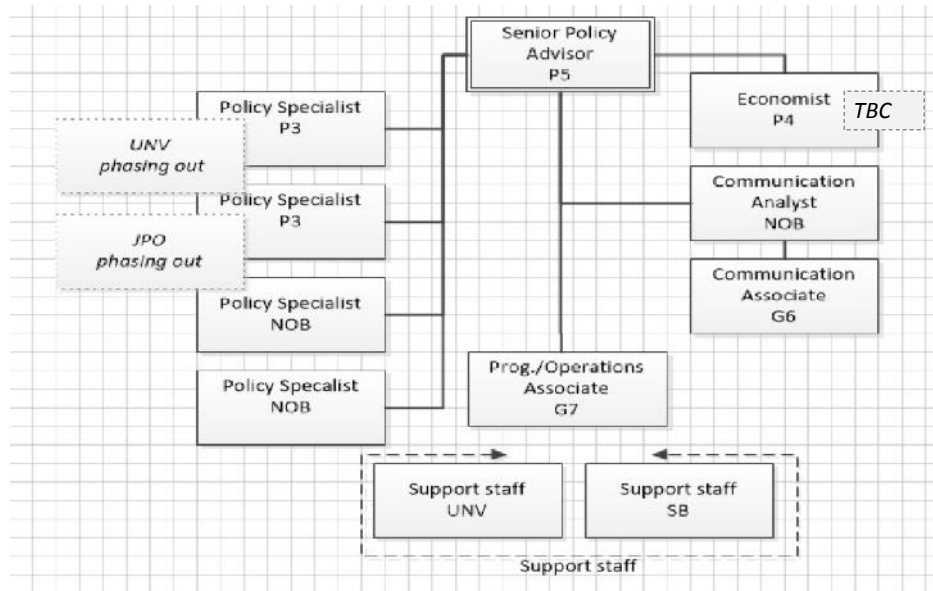 Senior Policy
Advisor
P5
Policy Specialist
P3
UNV
phasing out
Policy Specialist
P3
JPO
phasing out
Policy Specialist
NOB
Policy Specalist
NOB
Economist
P4
TBC
Communication
Analyst
NOB
Communication
Associate
G6
Prog./Operations
Associate
G7
Support staff
UNV
Support staff
SB
Support staff